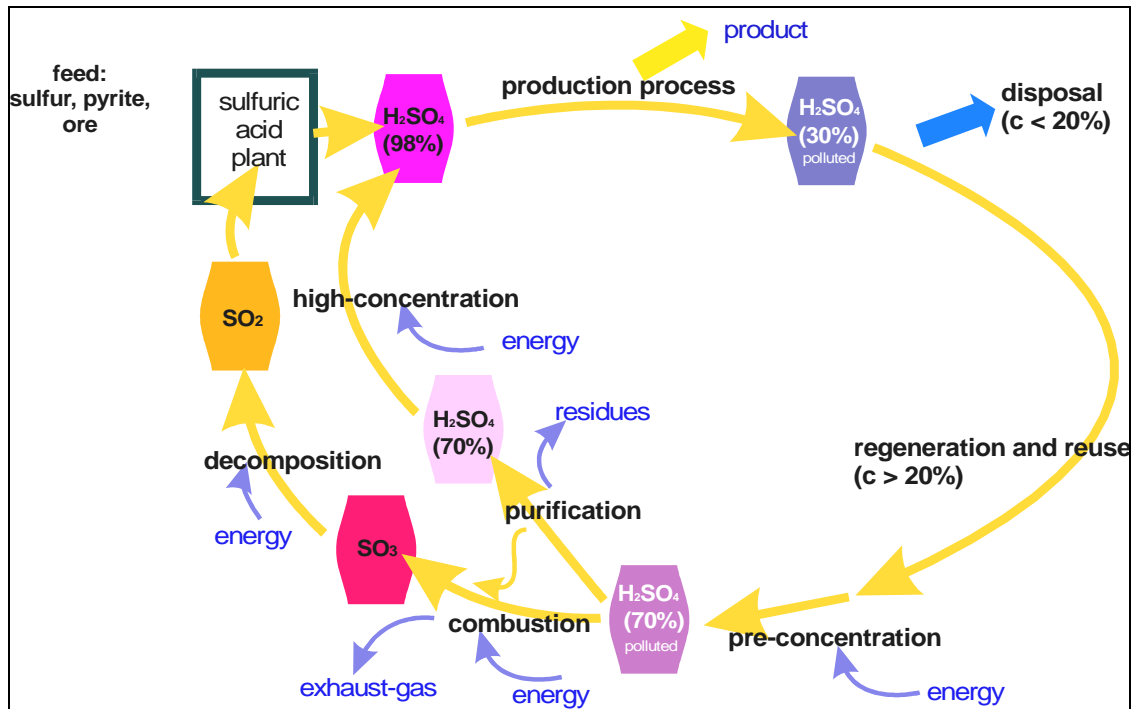 product
feed:
sulfur, pyrite,
ore
production process
disposal
(c < 20%)
sulfuric
acid
plant
H₂SO₄
(98%)
H₂SO₄
(30%)
polluted
high-concentration
SO₂
energy
residues
H₂SO₄
(70%)
regeneration and reuse
(c > 20%)
decomposition
purification
energy
SO₃
H₂SO₄
(70%)
polluted
combustion
pre-concentration
exhaust-gas
energy
energy